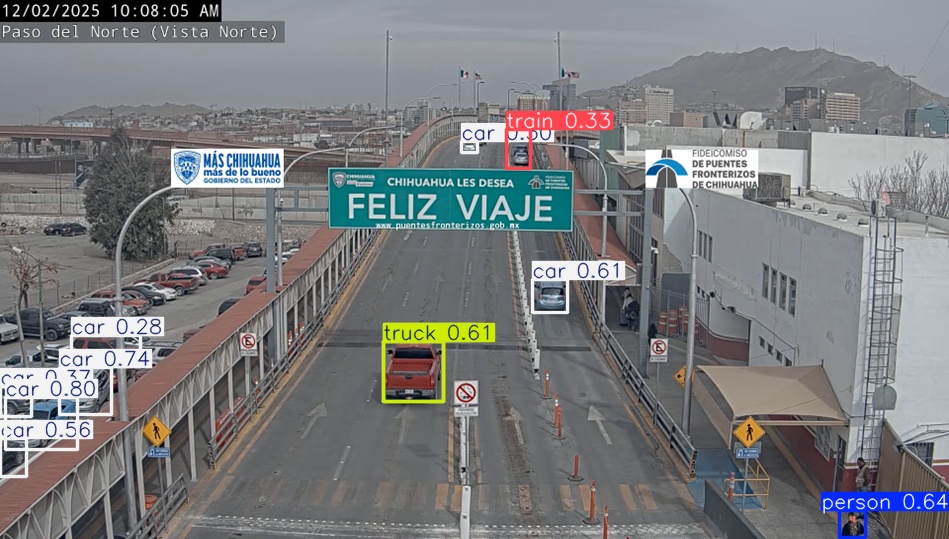 12/02/2025 10:08:05 AM
Paso del Norte (Vista Norte)
train 0.33
car 0.60
MÁS CHIHUAHUA
más de lo bueno
GOBIERNO DEL ESTADO
FIDEICOMISO
DE PUENTES
FRONTERIZOS
DE CHIHUAHUA
CHIHUAHUA LES DESEA
FELIZ VIAJE
www.puentesfronterizos.gob.mx
car 0.61
truck 0.61
car 0.28
car 0.74
car 0.37
car 0.80
car 0.56
person 0.64